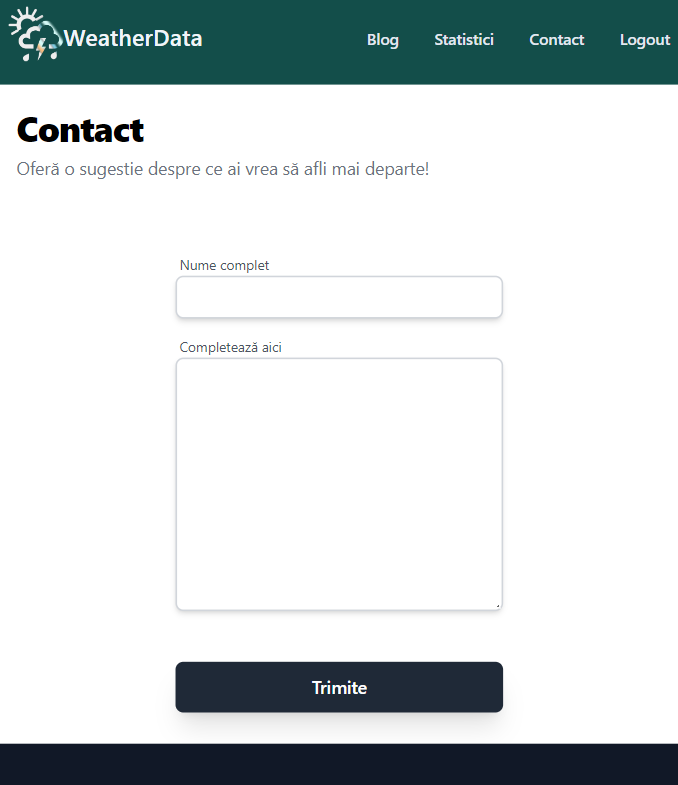 WeatherData
Blog Statistici Contact Logout
Contact
Oferă o sugestie despre ce ai vrea să afli mai departe!
Nume complet
Completează aici
Trimite